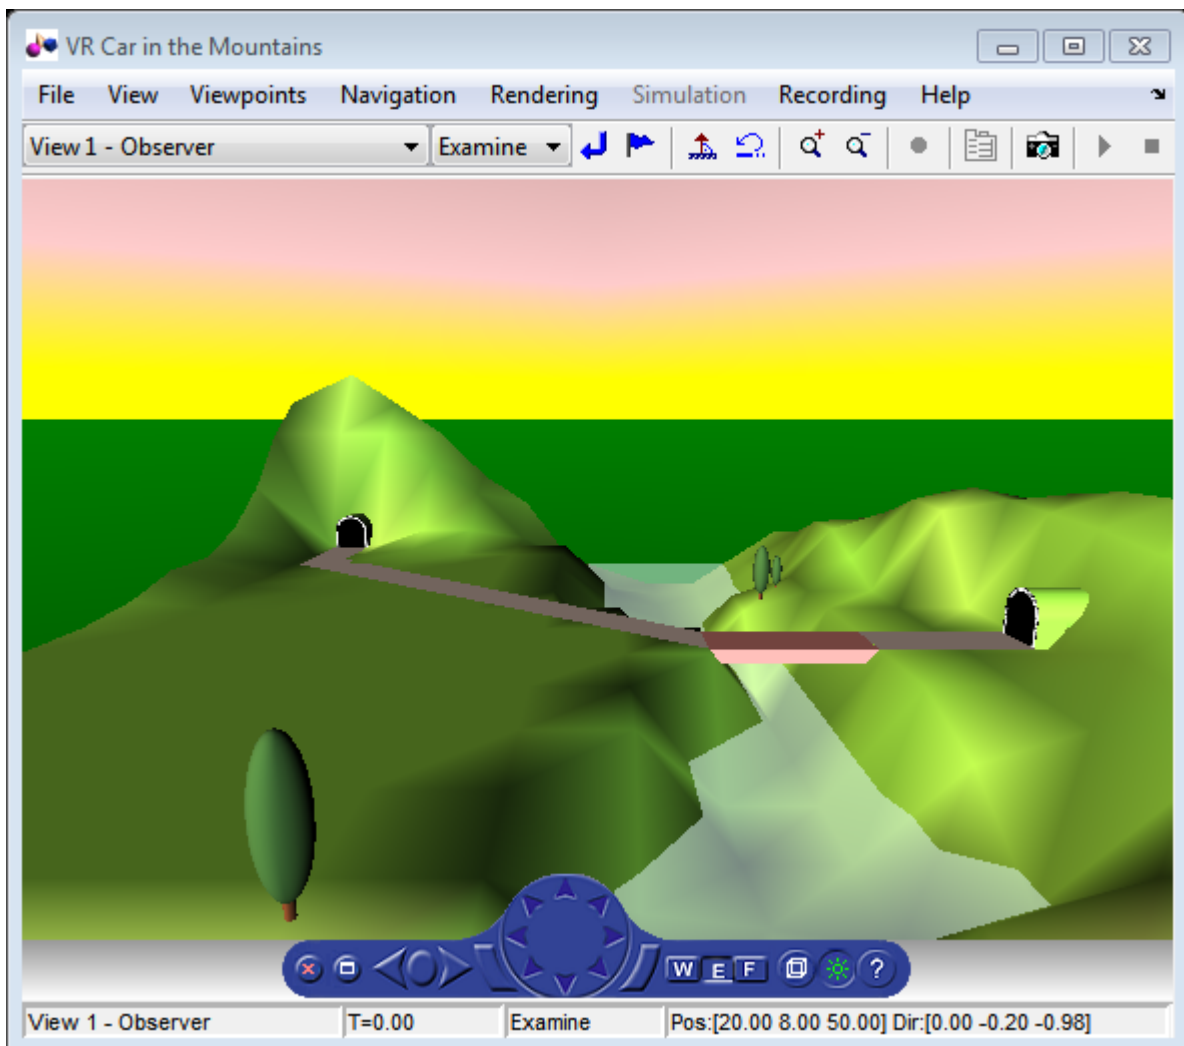 VR Car in the Mountains
File View Viewpoints Navigation Rendering Simulation Recording Help
View 1 - Observer Examine
W E F ?
View 1 - Observer T=0.00 Examine Pos:[20.00 8.00 50.00] Dir:[0.00 -0.20 -0.98]